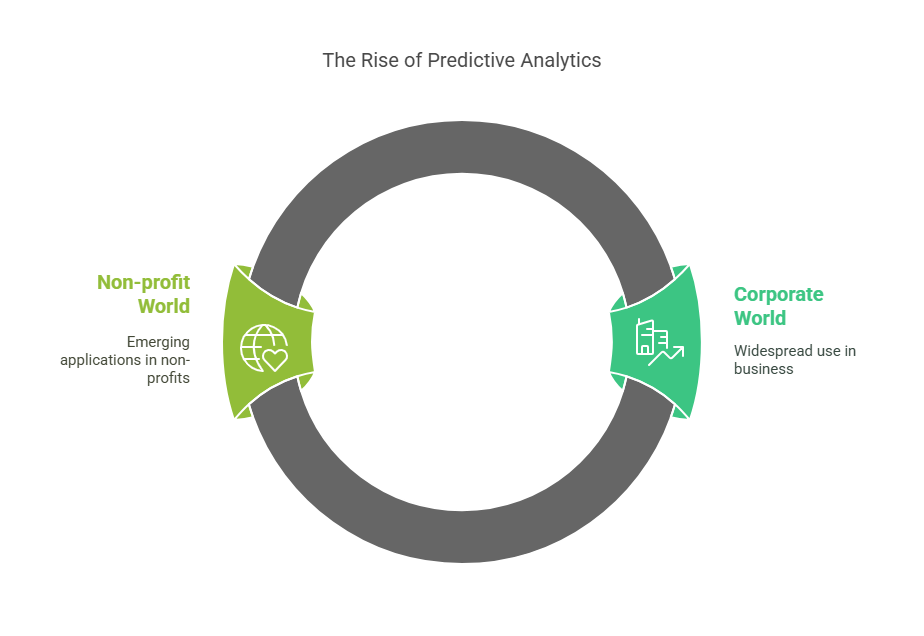 The Rise of Predictive Analytics
Non-profit
World
Emerging
applications in non-
profits
Corporate
World
Widespread use in
business